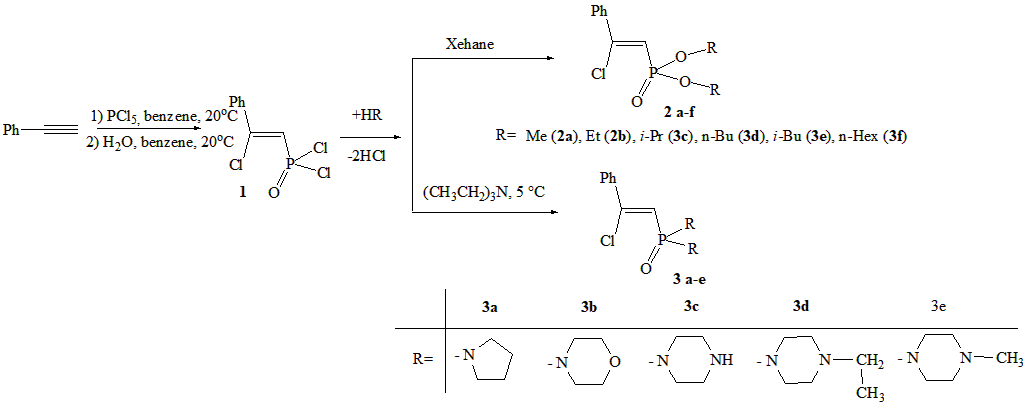 Ph
1) PCl5, benzene, 20°C
2) H2O, benzene, 20°C
Ph
Cl
P
Cl
Cl
O
1
+HR
-2HCl
Xehane
Ph
Cl
P
O
R
O
R
O
2 a-f
R= Me (2a), Et (2b), i-Pr (3c), n-Bu (3d), i-Bu (3e), n-Hex (3f)
(CH3CH2)3N, 5 °C
Ph
Cl
P
R
R
O
3 a-e
3a 3b 3c 3d 3e
R= -N -N O -N NH -N N-CH2 -N N-CH3
CH3